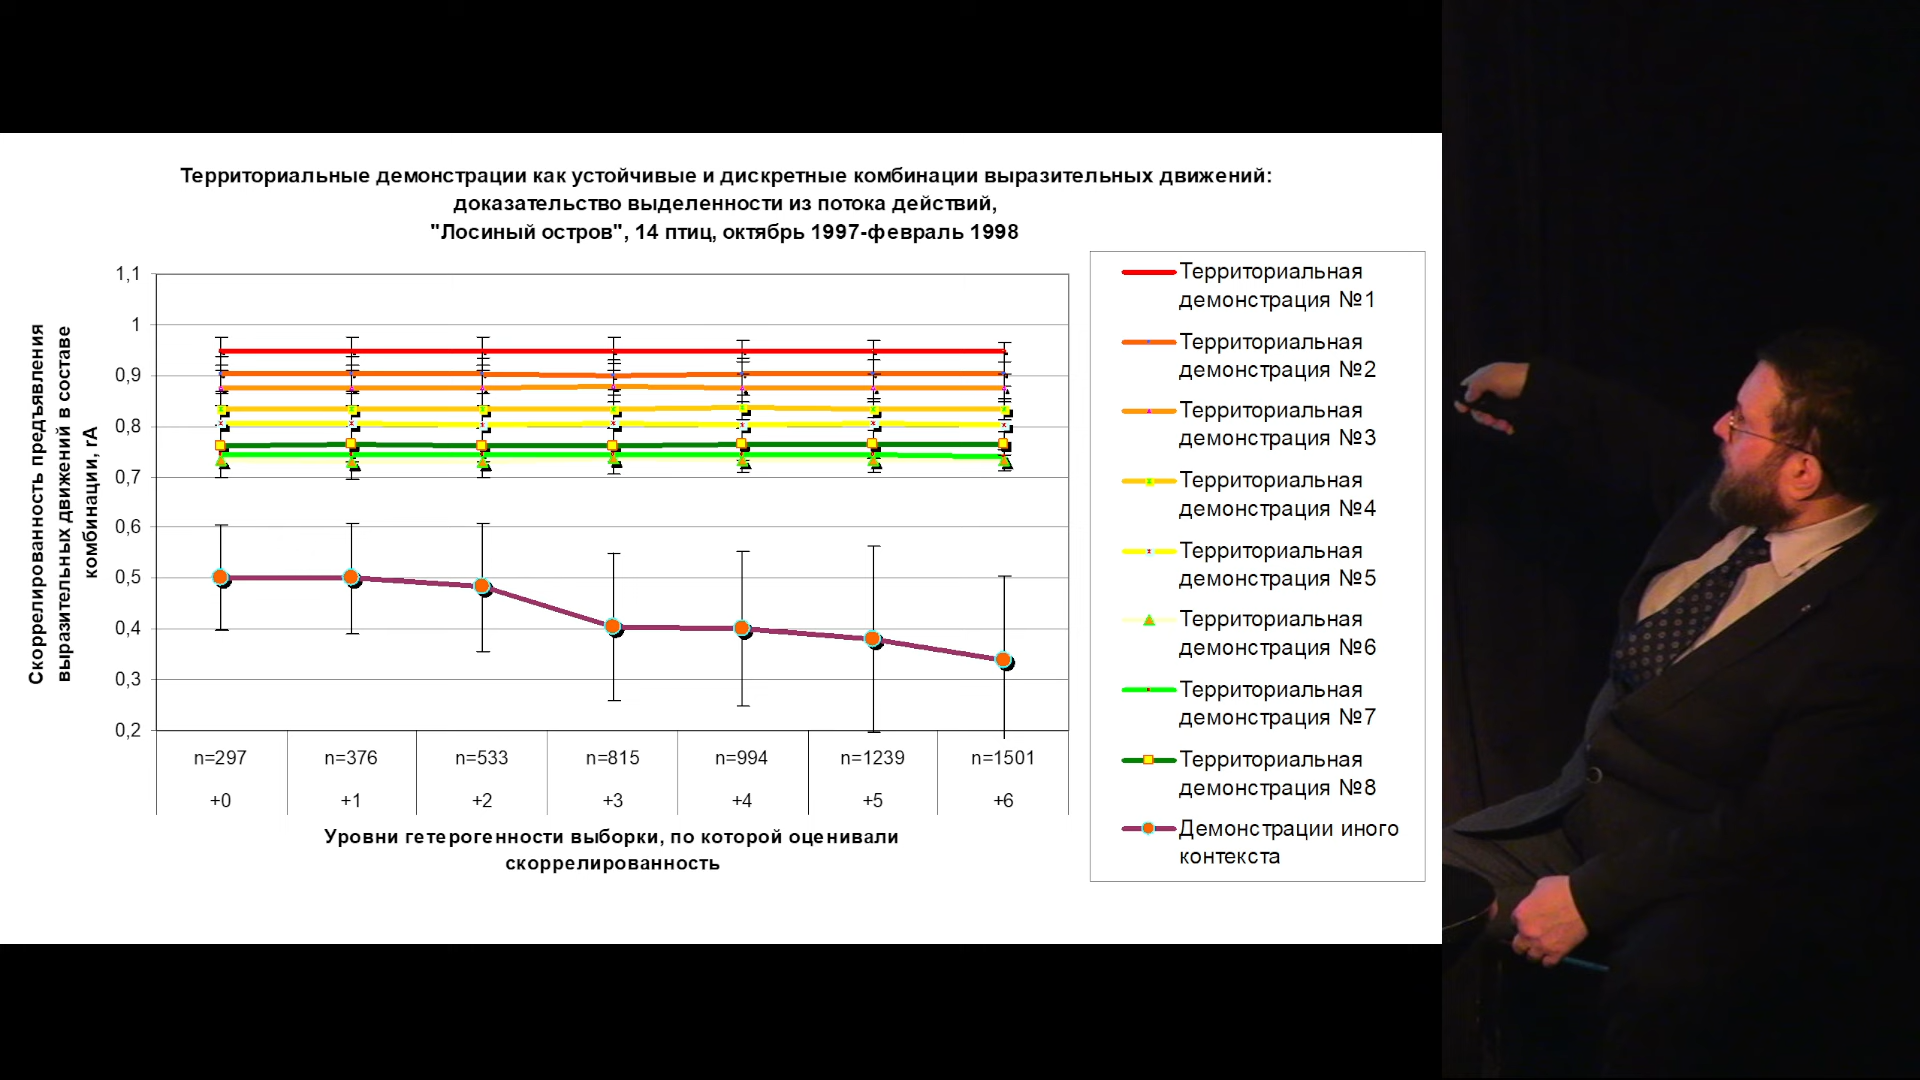 Территориальные демонстрации как устойчивые и дискретные комбинации выразительных движений:
доказательство выделенности из потока действий,
"Лосиный остров", 14 птиц, октябрь 1997-февраль 1998
Скоррелированность предъявления
выразительных движений в составе
комбинации, rA
1,1
1
0,9
0,8
0,7
0,6
0,5
0,4
0,3
0,2
n=297 n=376 n=533 n=815 n=994 n=1239 n=1501
+0 +1 +2 +3 +4 +5 +6
Уровни гетерогенности выборки, по которой оценивали
скоррелированность
Территориальная
демонстрация №1
Территориальная
демонстрация №2
Территориальная
демонстрация №3
Территориальная
демонстрация №4
Территориальная
демонстрация №5
Территориальная
демонстрация №6
Территориальная
демонстрация №7
Территориальная
демонстрация №8
Демонстрации иного
контекста